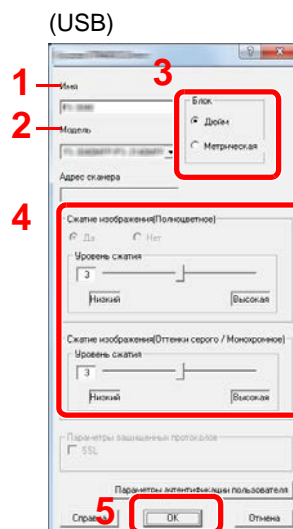 (USB)
3
1
Имя
Блок
Дюйм
Метрическая
2
Модель
Адрес сканера
4
Сжатие изображения(Полноцветное)
Да Нет
Уровень сжатия
3
Низкий Высокая
Сжатие изображения(Оттенки серого / Монохромное)
Уровень сжатия
3
Низкий Высокая
Параметры защищенных протоколов
SSL
Параметры аутентификации пользователя
5
Справка OK Отмена